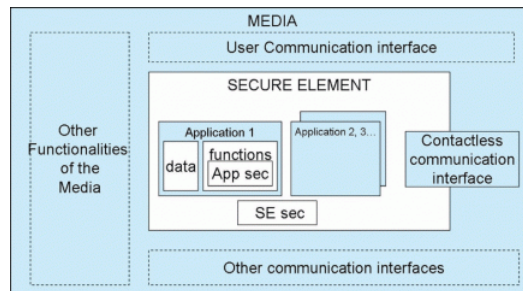 MEDIA
User Communication interface
Other
Functionalities
of the
Media
SECURE ELEMENT
Application 1
data
functions
App sec
Application 2, 3...
Contactless
communication
interface
SE sec
Other communication interfaces